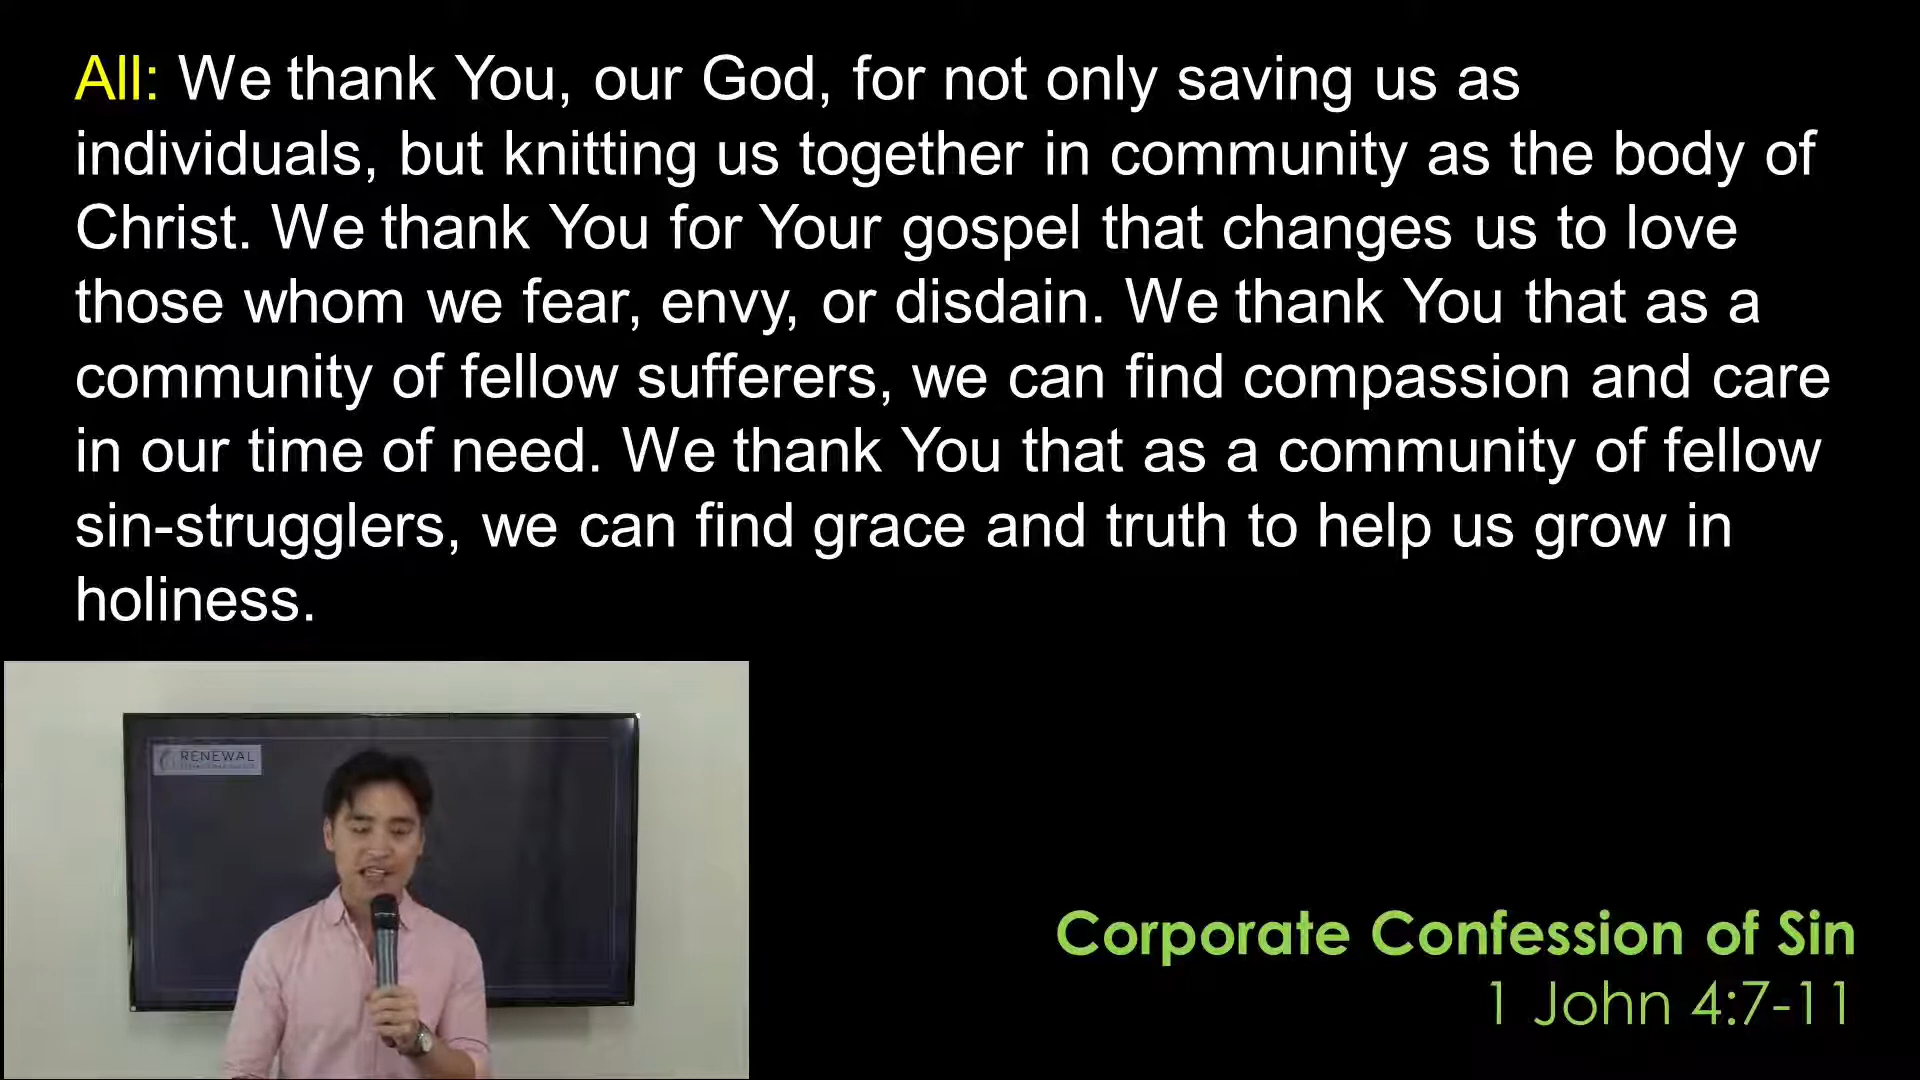 All: We thank You, our God, for not only saving us as
individuals, but knitting us together in community as the body of
Christ. We thank You for Your gospel that changes us to love
those whom we fear, envy, or disdain. We thank You that as a
community of fellow sufferers, we can find compassion and care
in our time of need. We thank You that as a community of fellow
sin-strugglers, we can find grace and truth to help us grow in
holiness.
RENEWAL
Corporate Confession of Sin
1 John 4:7-11